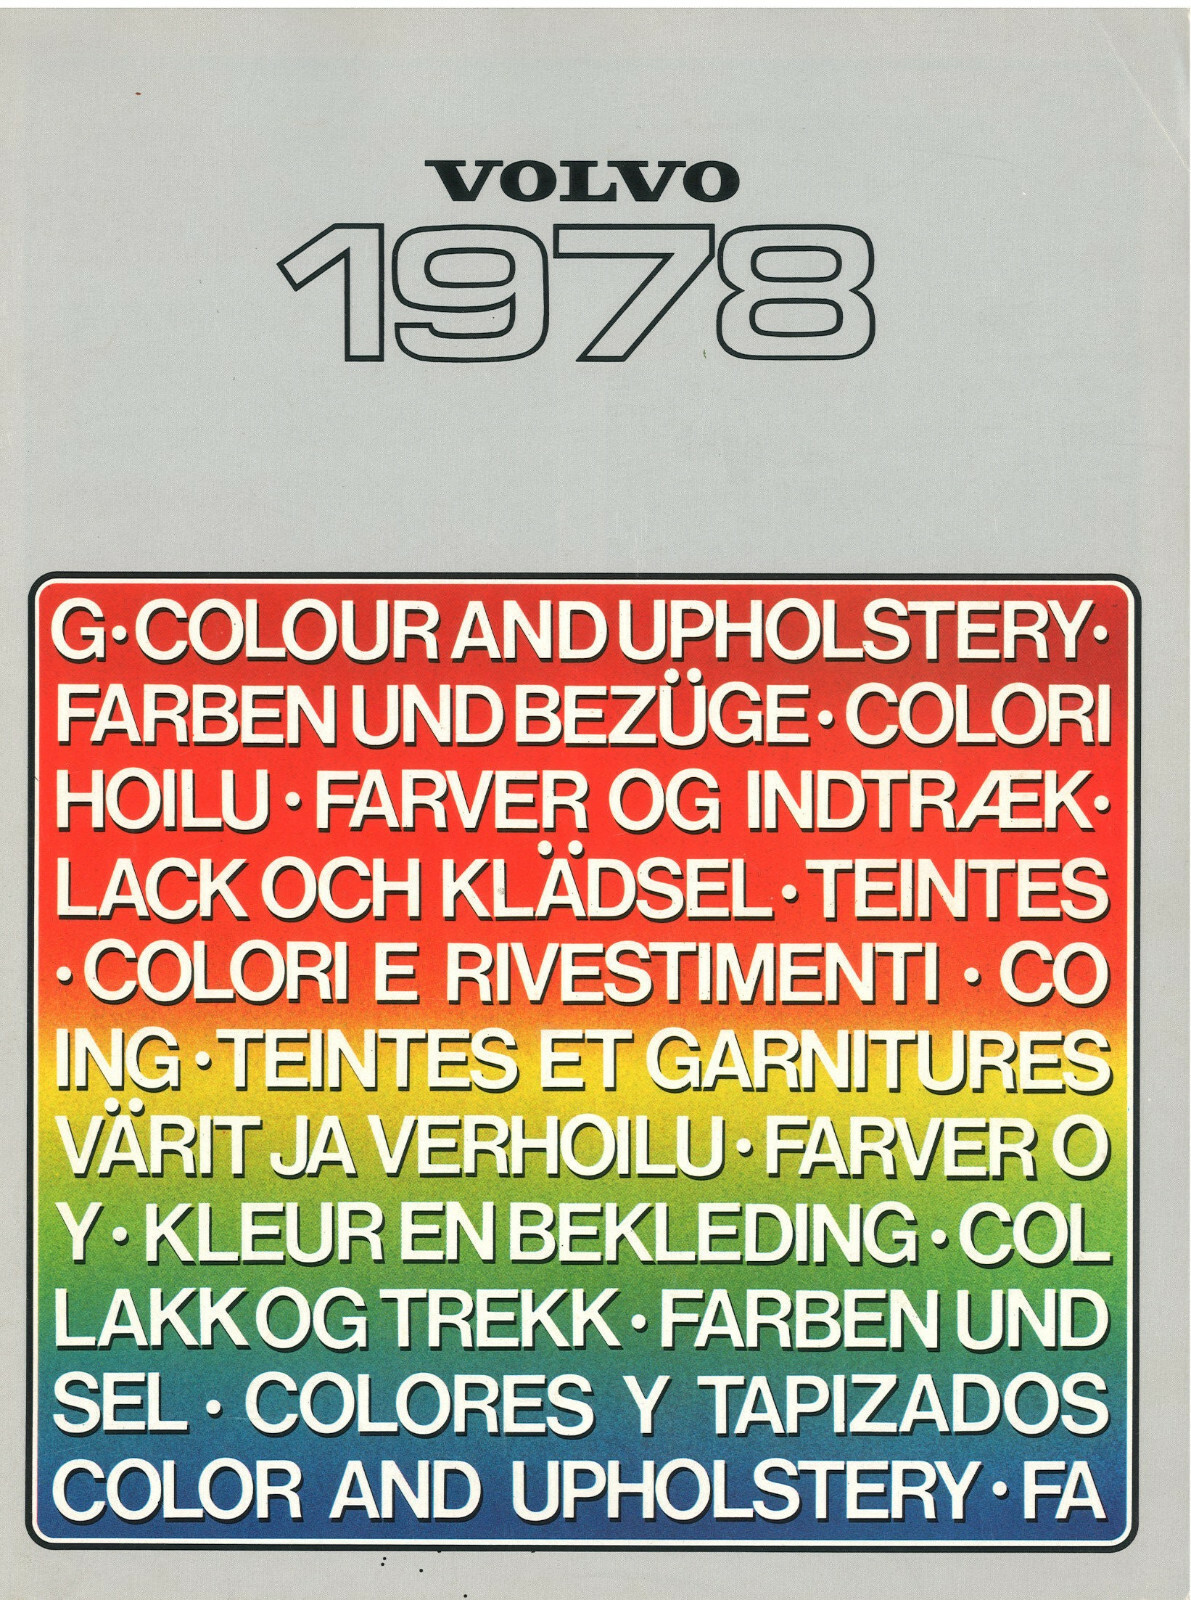 VOLVO
1978
G·COLOUR AND UPHOLSTERY·
FARBEN UND BEZÜGE·COLORI
HOILU·FARVER OG INDTRÆK·
LACK OCH KLÄDSEL·TEINTES
·COLORI E RIVESTIMENTI·CO
ING·TEINTES ET GARNITURES
VÄRIT JA VERHOILU·FARVER O
Y·KLEUR EN BEKLEDING·COL
LAKK OG TREKK·FARBEN UND
SEL·COLORES Y TAPIZADOS
COLOR AND UPHOLSTERY·FA